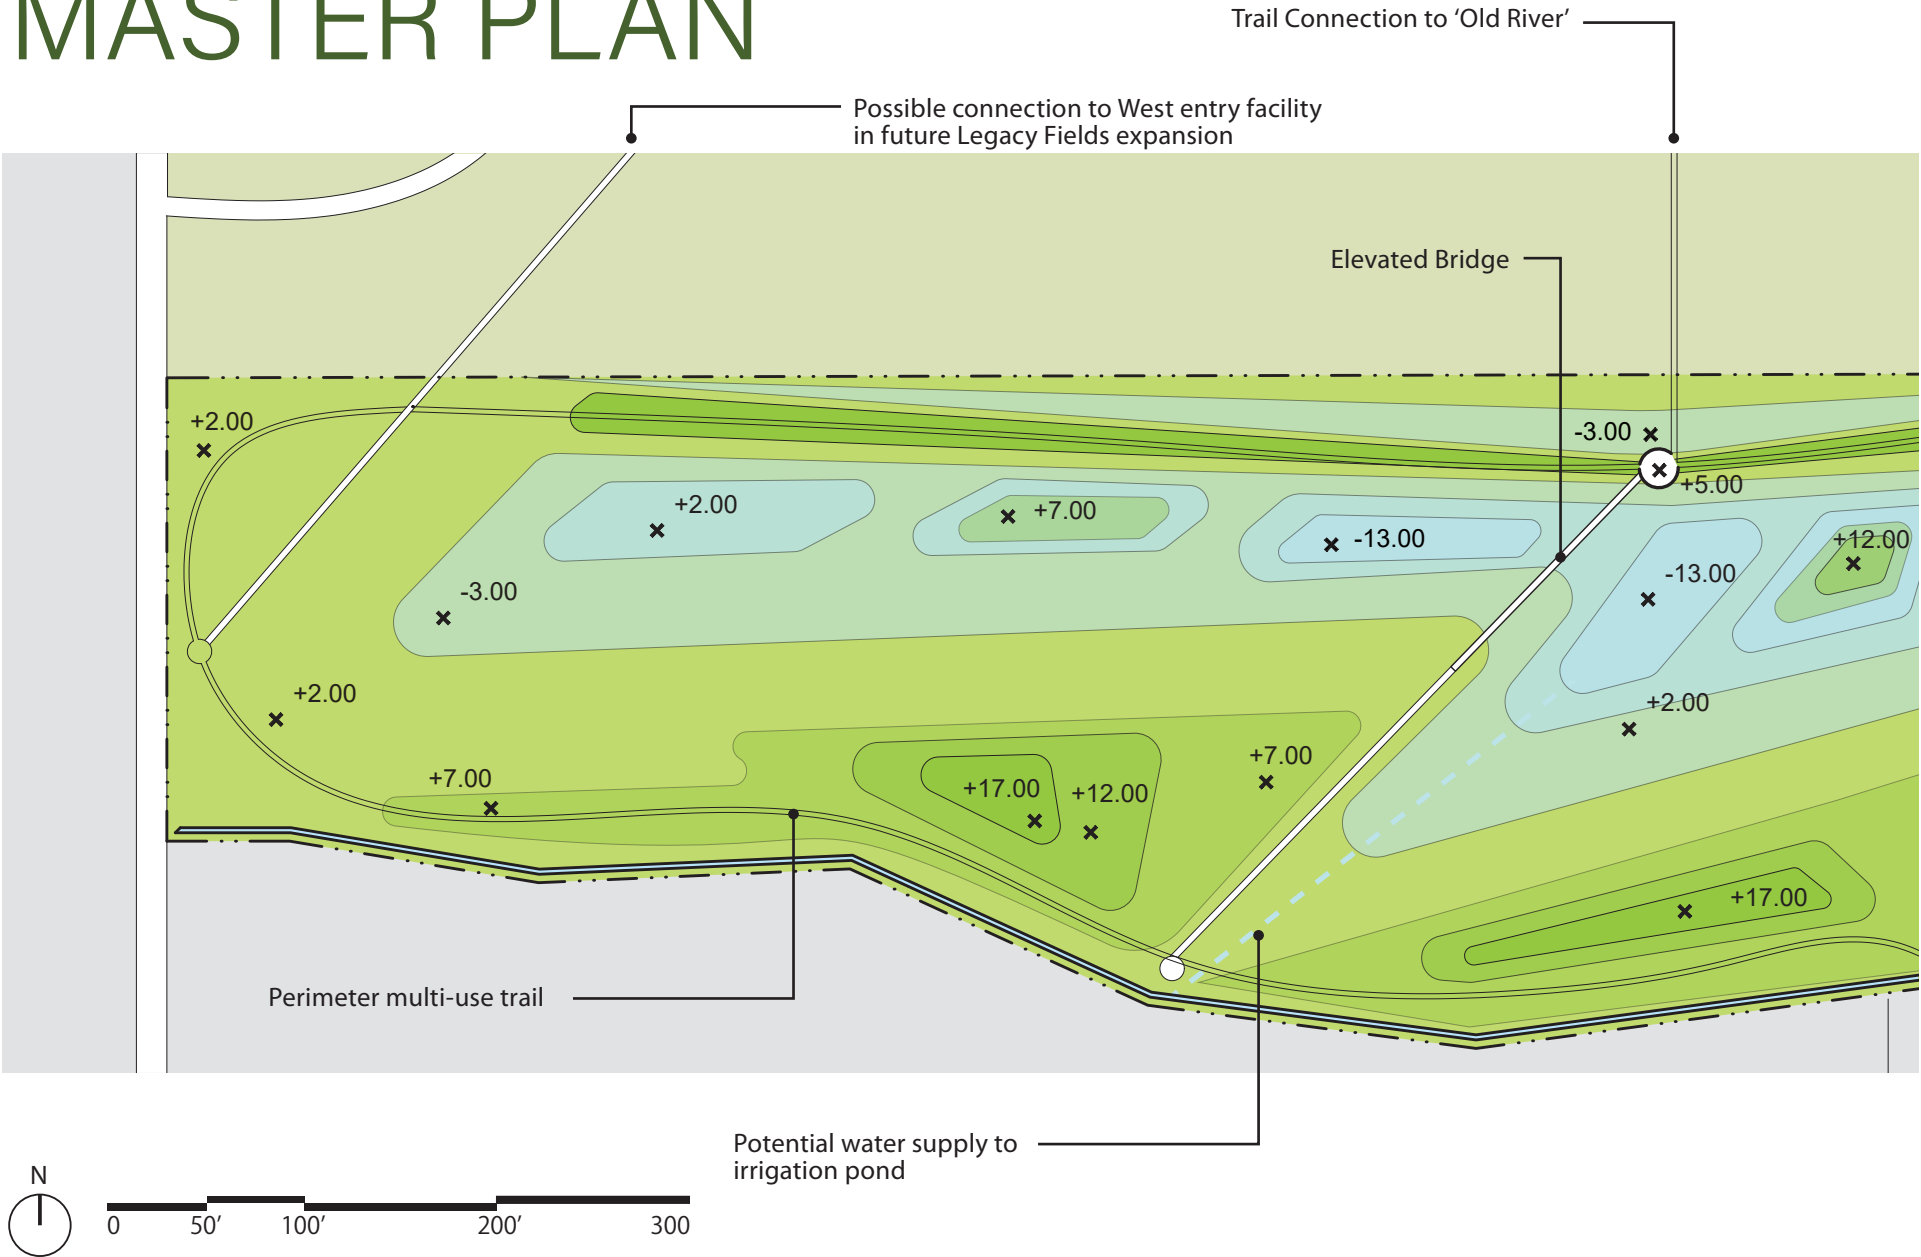 MASTER PLAN
Trail Connection to ‘Old River’
Possible connection to West entry facility
in future Legacy Fields expansion
Elevated Bridge
+2.00
-3.00
+5.00
+2.00
+7.00
-13.00
+12.00
-13.00
-3.00
+2.00
+2.00
+7.00
+7.00
+17.00
+12.00
+17.00
Perimeter multi-use trail
Potential water supply to
irrigation pond
N
0 50’ 100’ 200’ 300